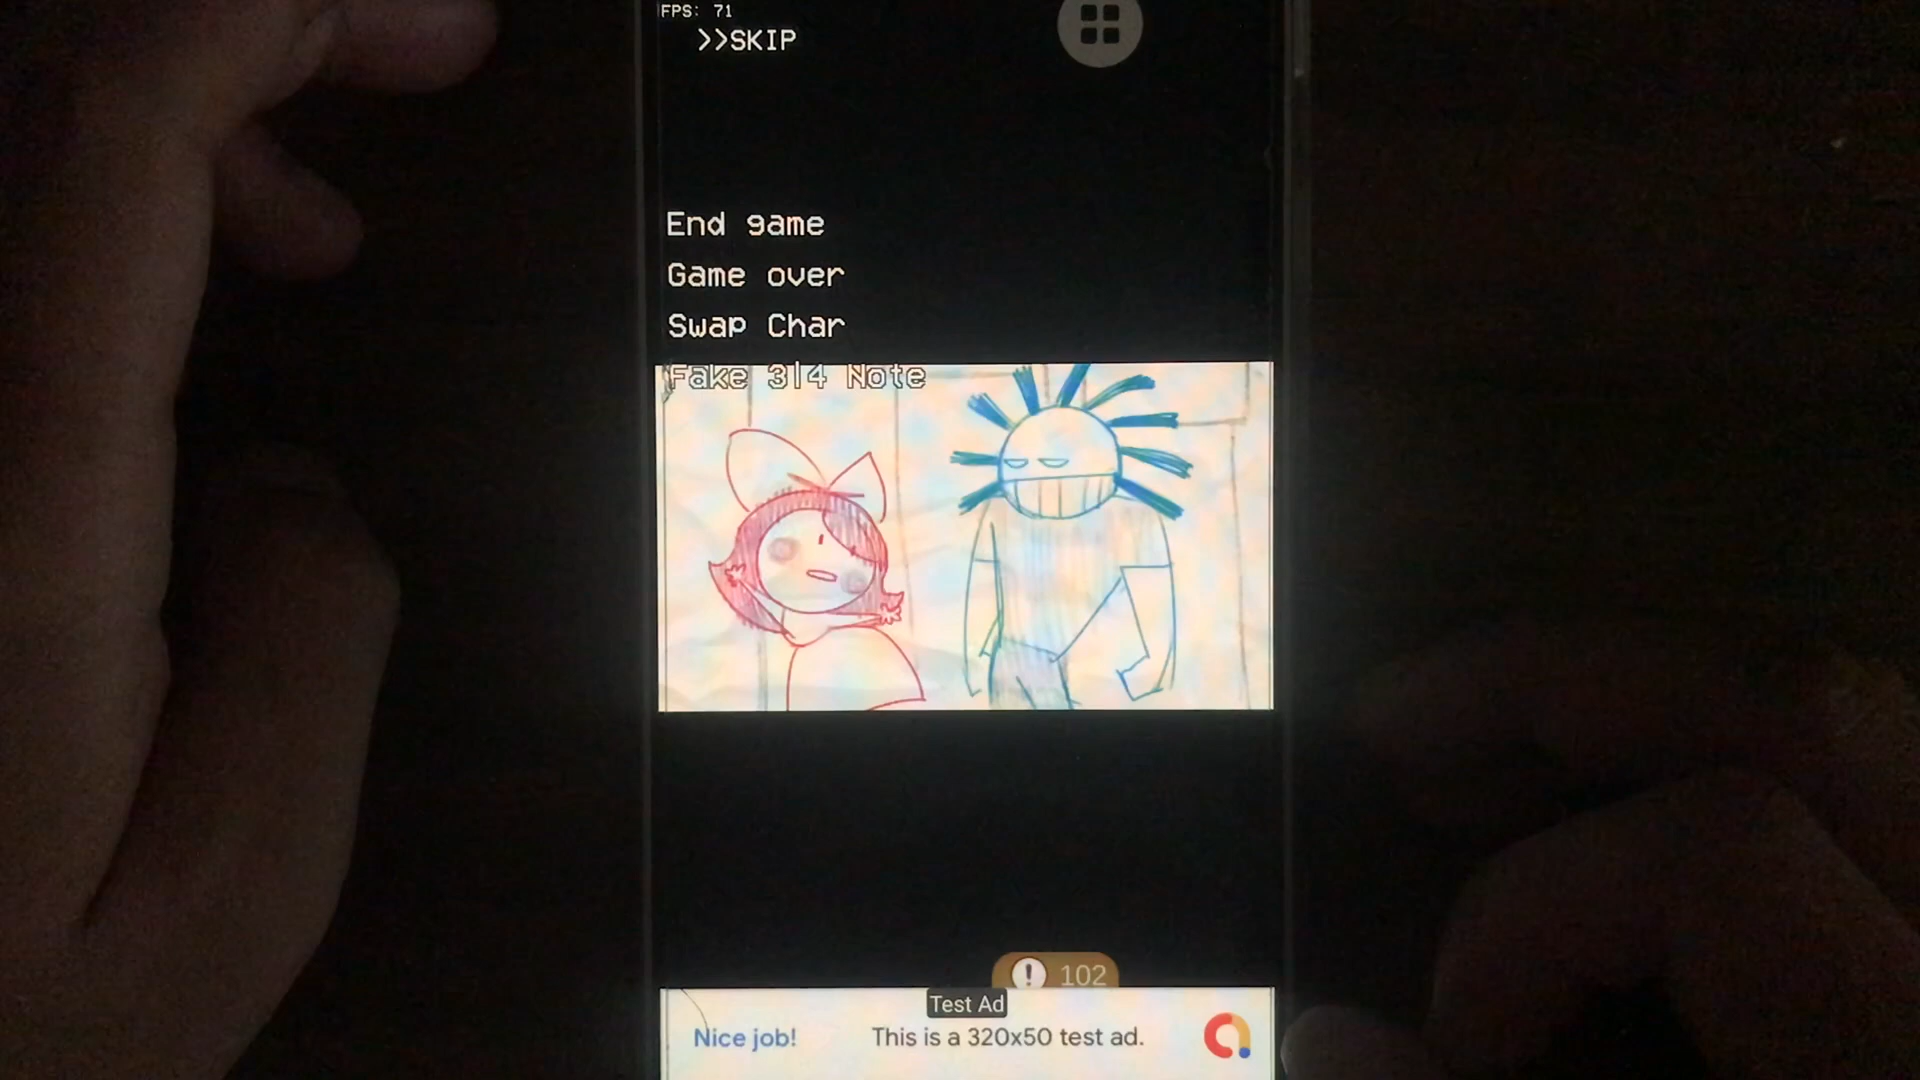 FPS: 71
>>SKIP
End game
Game over
Swap Char
Fake 3|4 Note
! 102
Test Ad
Nice job!
This is a 320x50 test ad.